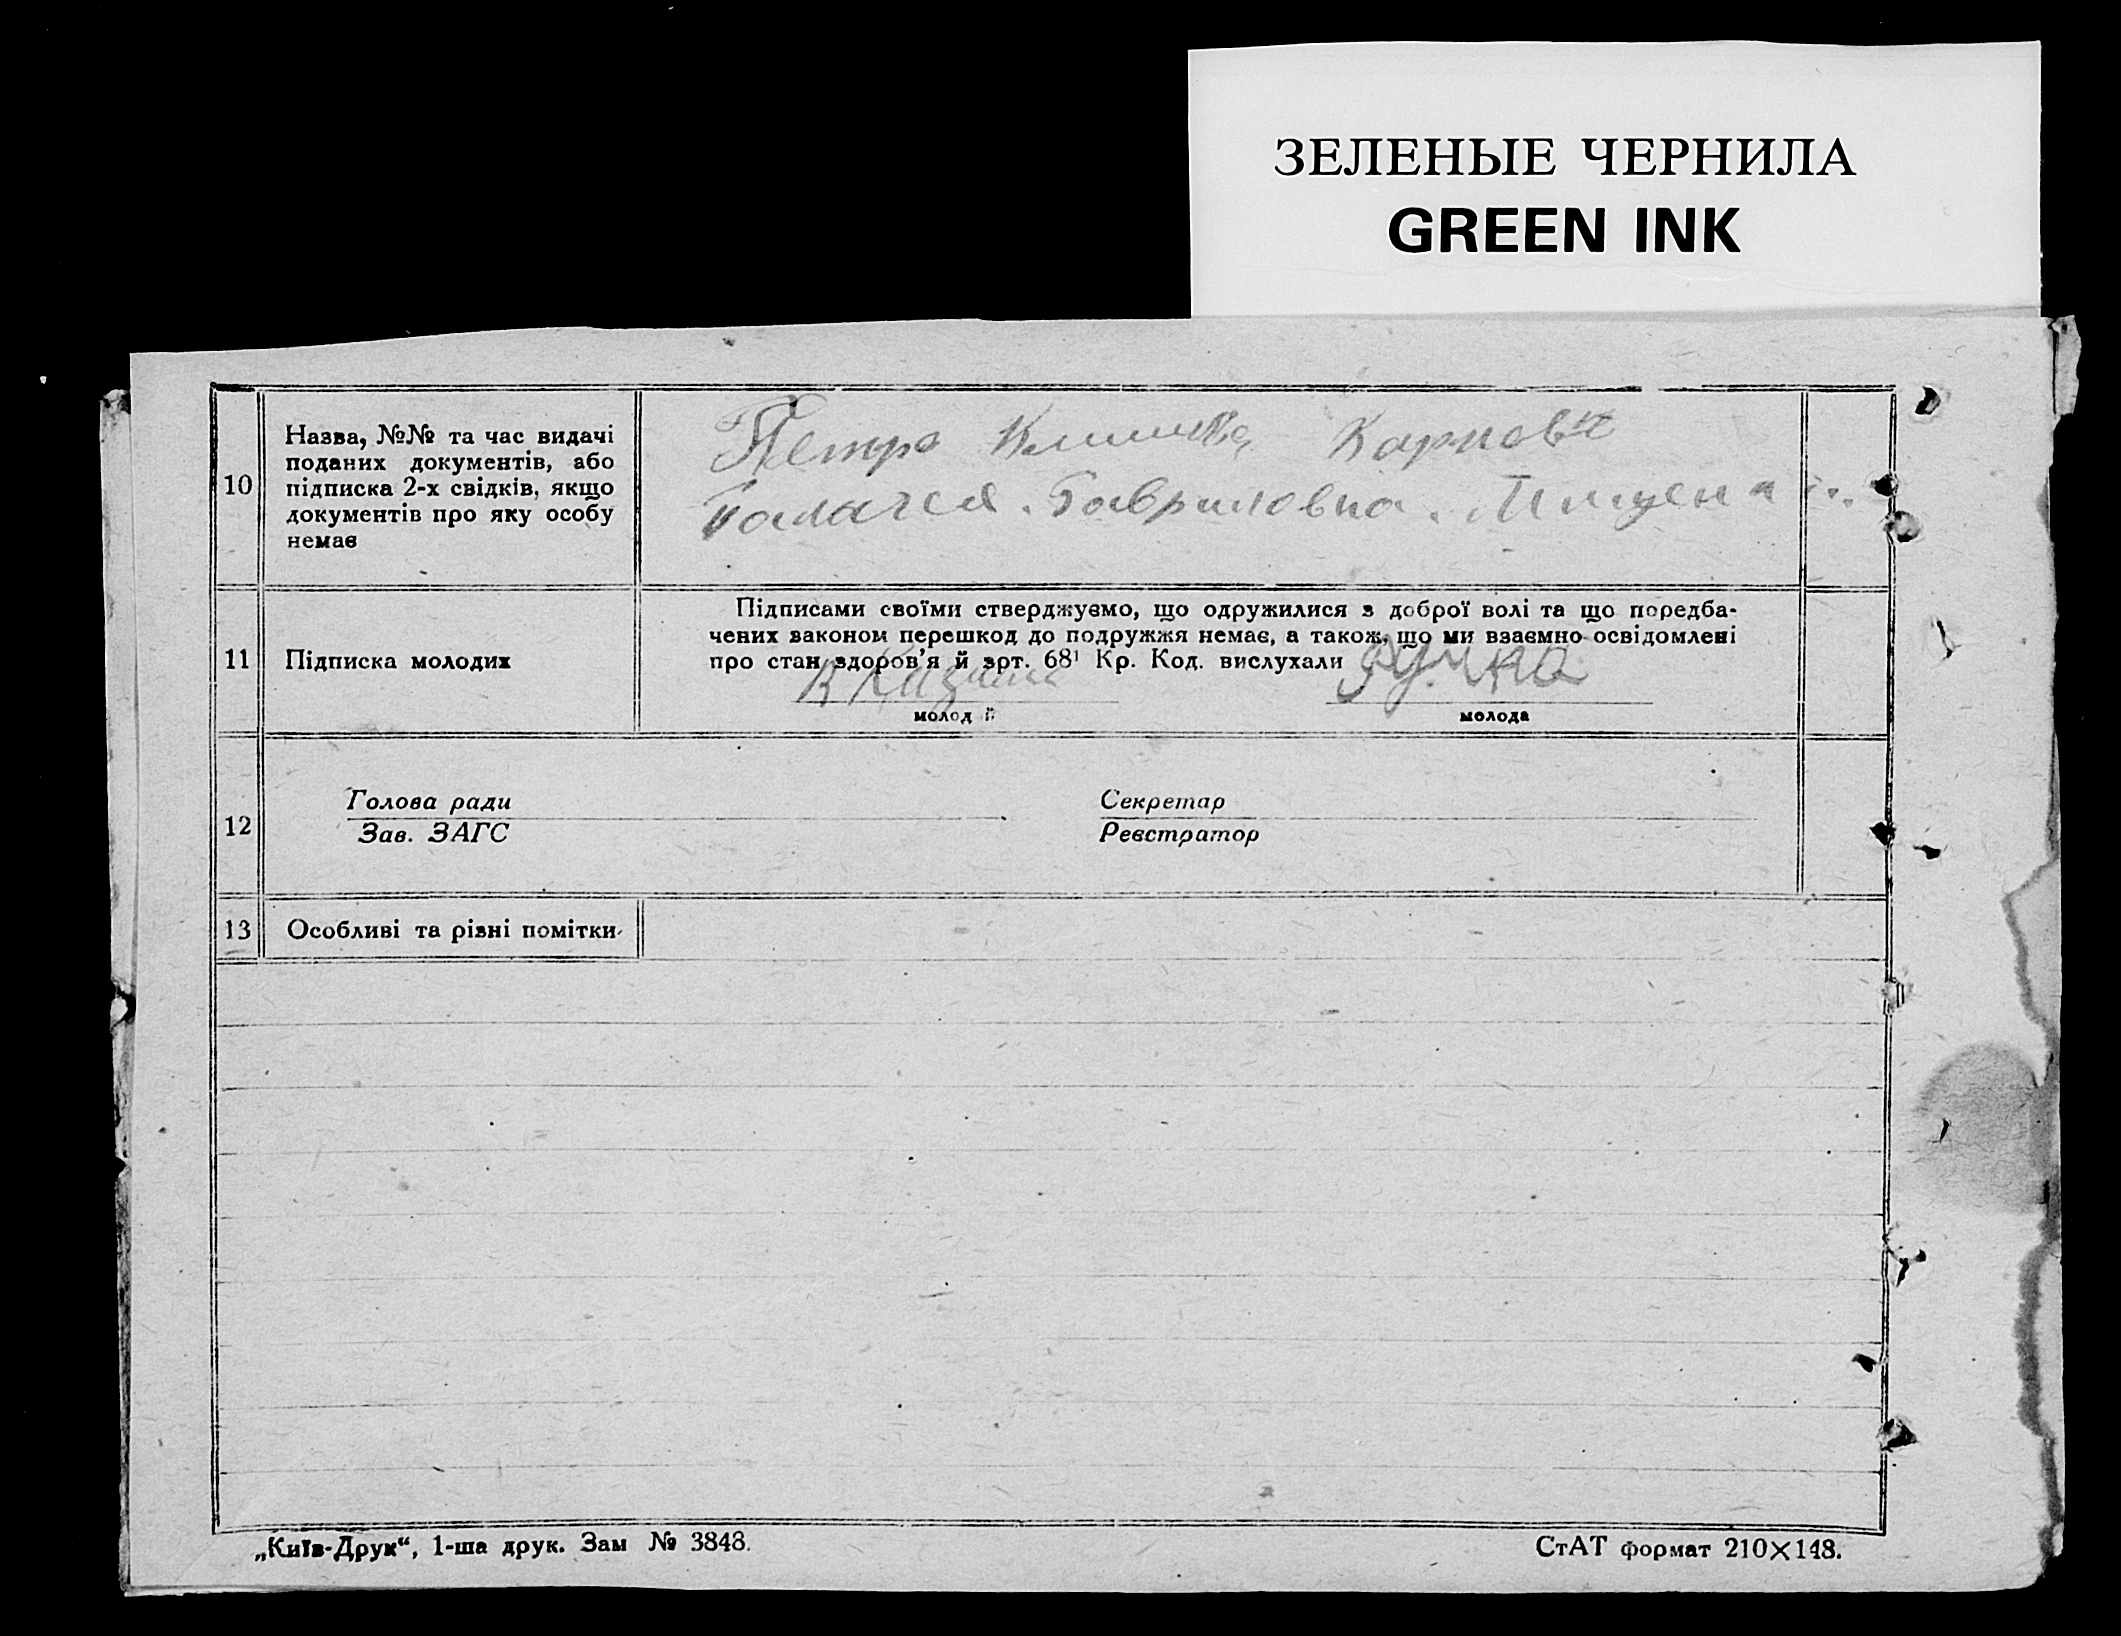 ЗЕЛЕНЫЕ ЧЕРНИЛА
GREEN INK
10
Назва, №№ та час видачі
поданих документів, або
підписка 2-х свідків, якщо
документів про яку особу
немає
Петро Карпов
Гавриловна
11
Підписка молодих
Підписами своїми стверджуємо, що одружилися з доброї волі та що передба-
чених законом перешкод до подружжя немає, а також, що ми взаємно освідомлені
про стан здоров'я й арт. 68¹ Кр. Код. вислухали
молодий
молода
12
Голова ради
Зав. ЗАГС
Секретар
Реєстратор
13
Особливі та різні помітки
„Київ-Друк“, 1-ша друк. Зам № 3848.
СтАТ формат 210×148.